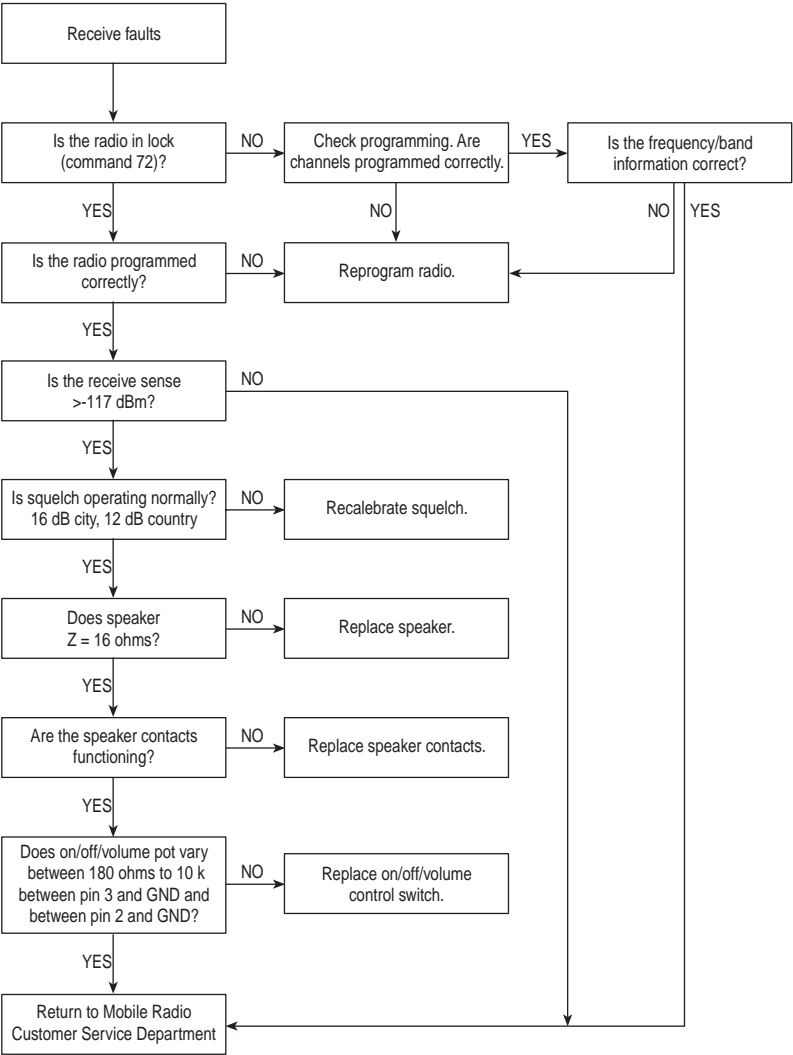 Receive faults
Is the radio in lock
(command 72)?
NO
Check programming. Are
channels programmed correctly.
YES
Is the frequency/band
information correct?
YES
NO
NO
YES
Is the radio programmed
correctly?
NO
Reprogram radio.
YES
Is the receive sense
>-117 dBm?
NO
YES
Is squelch operating normally?
16 dB city, 12 dB country
NO
Recalebrate squelch.
YES
Does speaker
Z = 16 ohms?
NO
Replace speaker.
YES
Are the speaker contacts
functioning?
NO
Replace speaker contacts.
YES
Does on/off/volume pot vary
between 180 ohms to 10 k
between pin 3 and GND and
between pin 2 and GND?
NO
Replace on/off/volume
control switch.
YES
Return to Mobile Radio
Customer Service Department